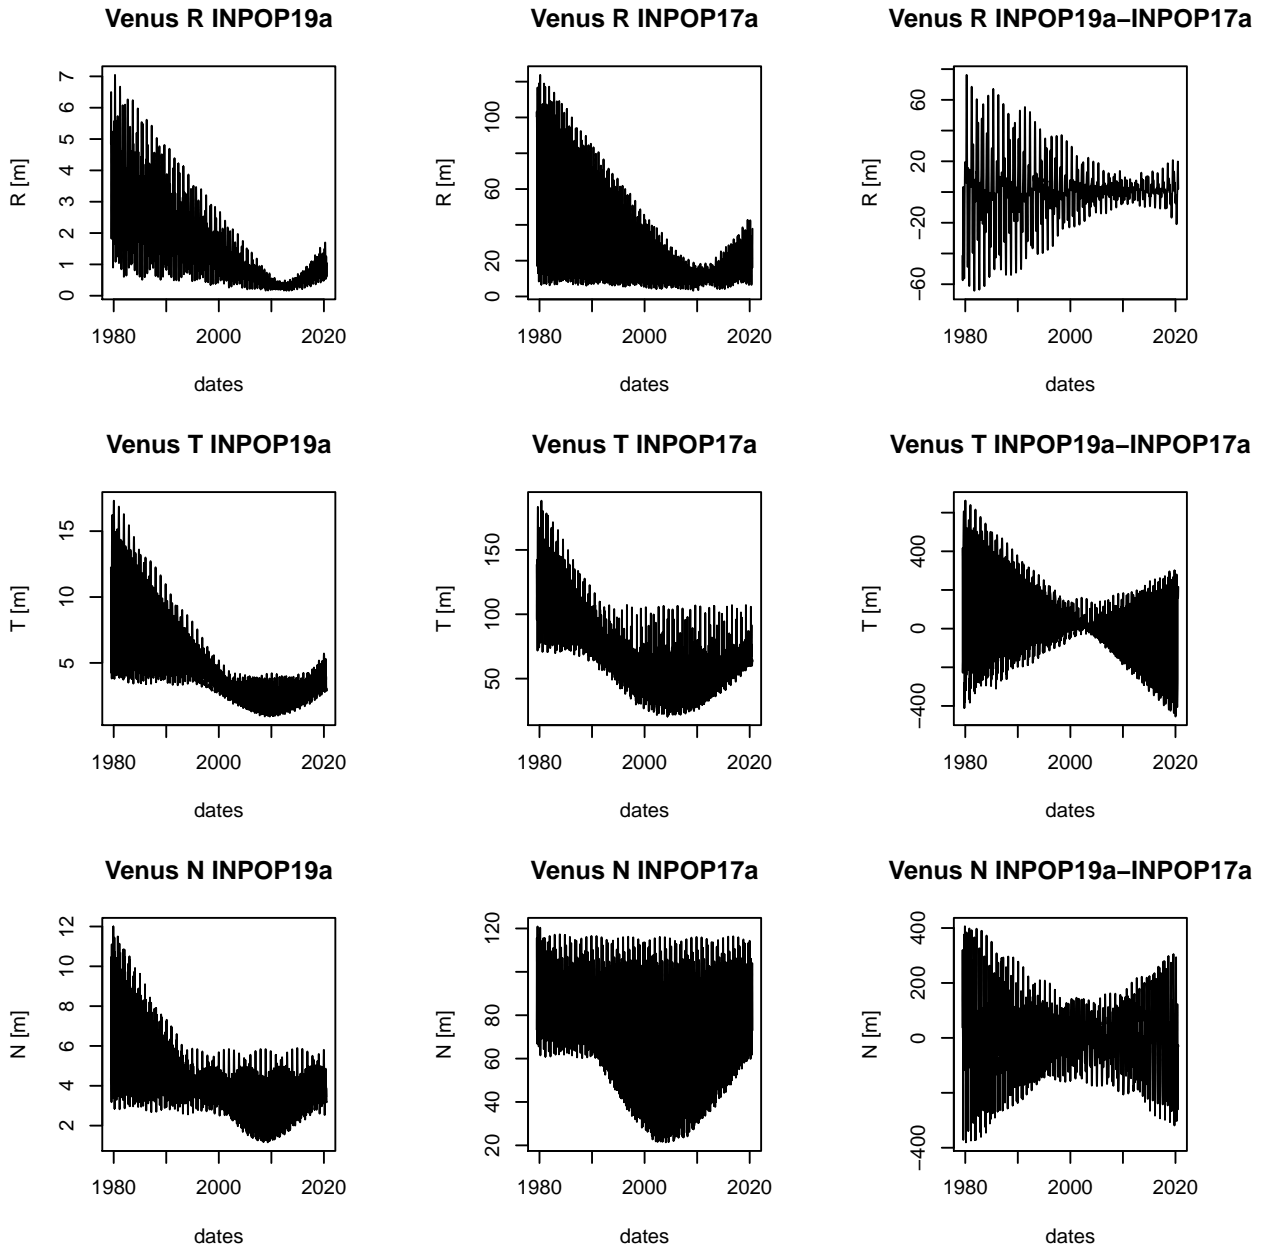 Venus R INPOP19a
R [m]
7
6
5
4
3
2
1
0
1980 2000 2020
dates
Venus R INPOP17a
R [m]
100
60
20
0
1980 2000 2020
dates
Venus R INPOP19a−INPOP17a
R [m]
60
20
−20
−60
1980 2000 2020
dates
Venus T INPOP19a
T [m]
15
10
5
1980 2000 2020
dates
Venus T INPOP17a
T [m]
150
100
50
1980 2000 2020
dates
Venus T INPOP19a−INPOP17a
T [m]
400
0
−400
1980 2000 2020
dates
Venus N INPOP19a
N [m]
12
10
8
6
4
2
1980 2000 2020
dates
Venus N INPOP17a
N [m]
120
80
60
40
20
1980 2000 2020
dates
Venus N INPOP19a−INPOP17a
N [m]
400
200
0
−400
1980 2000 2020
dates